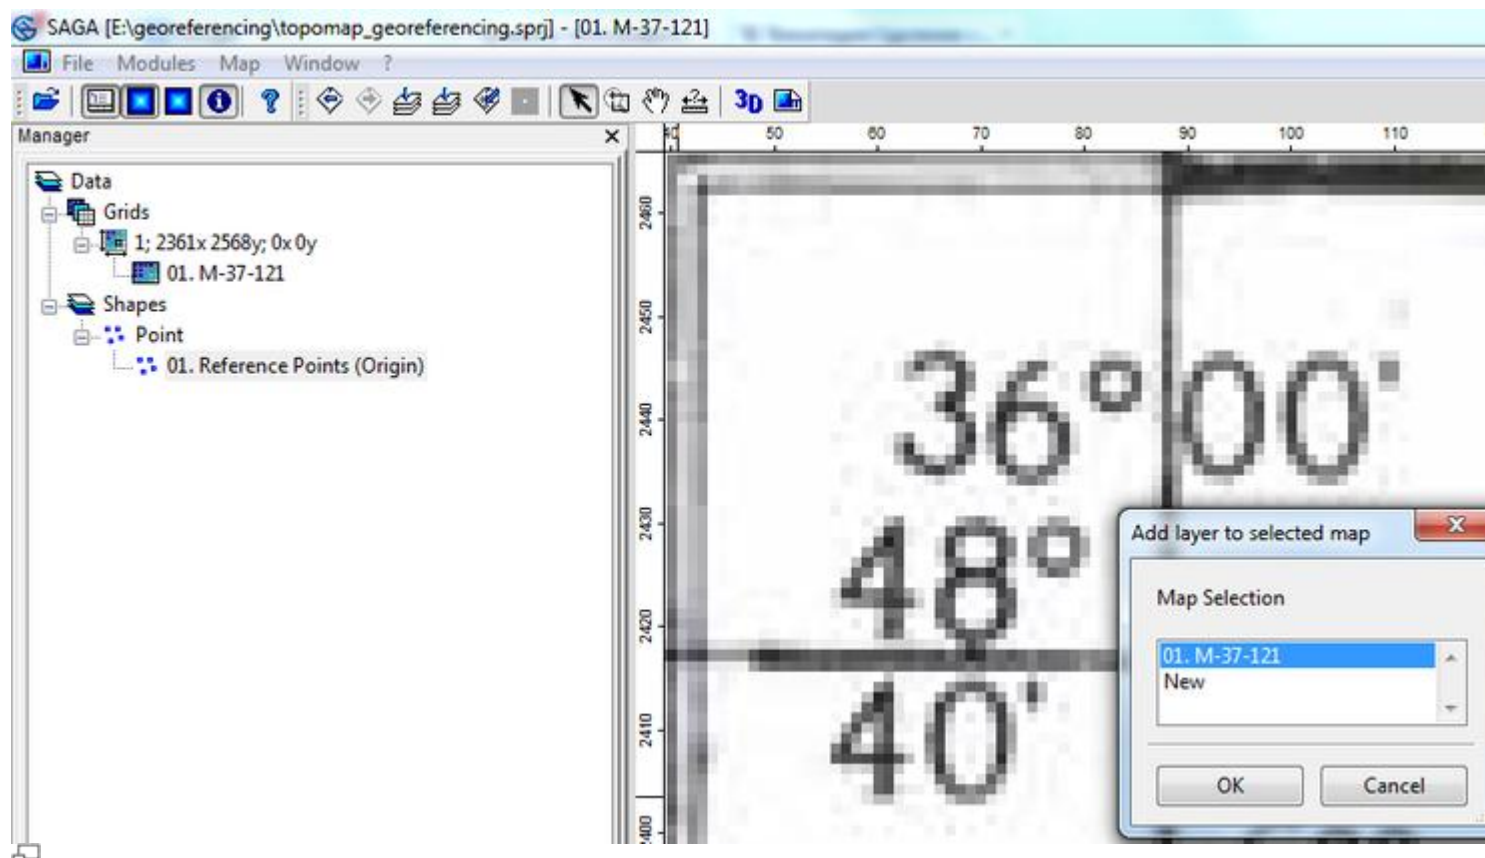 SAGA [E:\georeferencing\topomap_georeferencing.sprj] - [01. M-37-121]
File Modules Map Window ?
3D
Manager
Data
Grids
1; 2361x 2568y; 0x 0y
01. M-37-121
Shapes
Point
01. Reference Points (Origin)
40 50 60 70 80 90 100 110
2460
2450
2440
2430
2420
2410
2400
36°00'
48°
40'
Add layer to selected map
Map Selection
01. M-37-121
New
OK Cancel